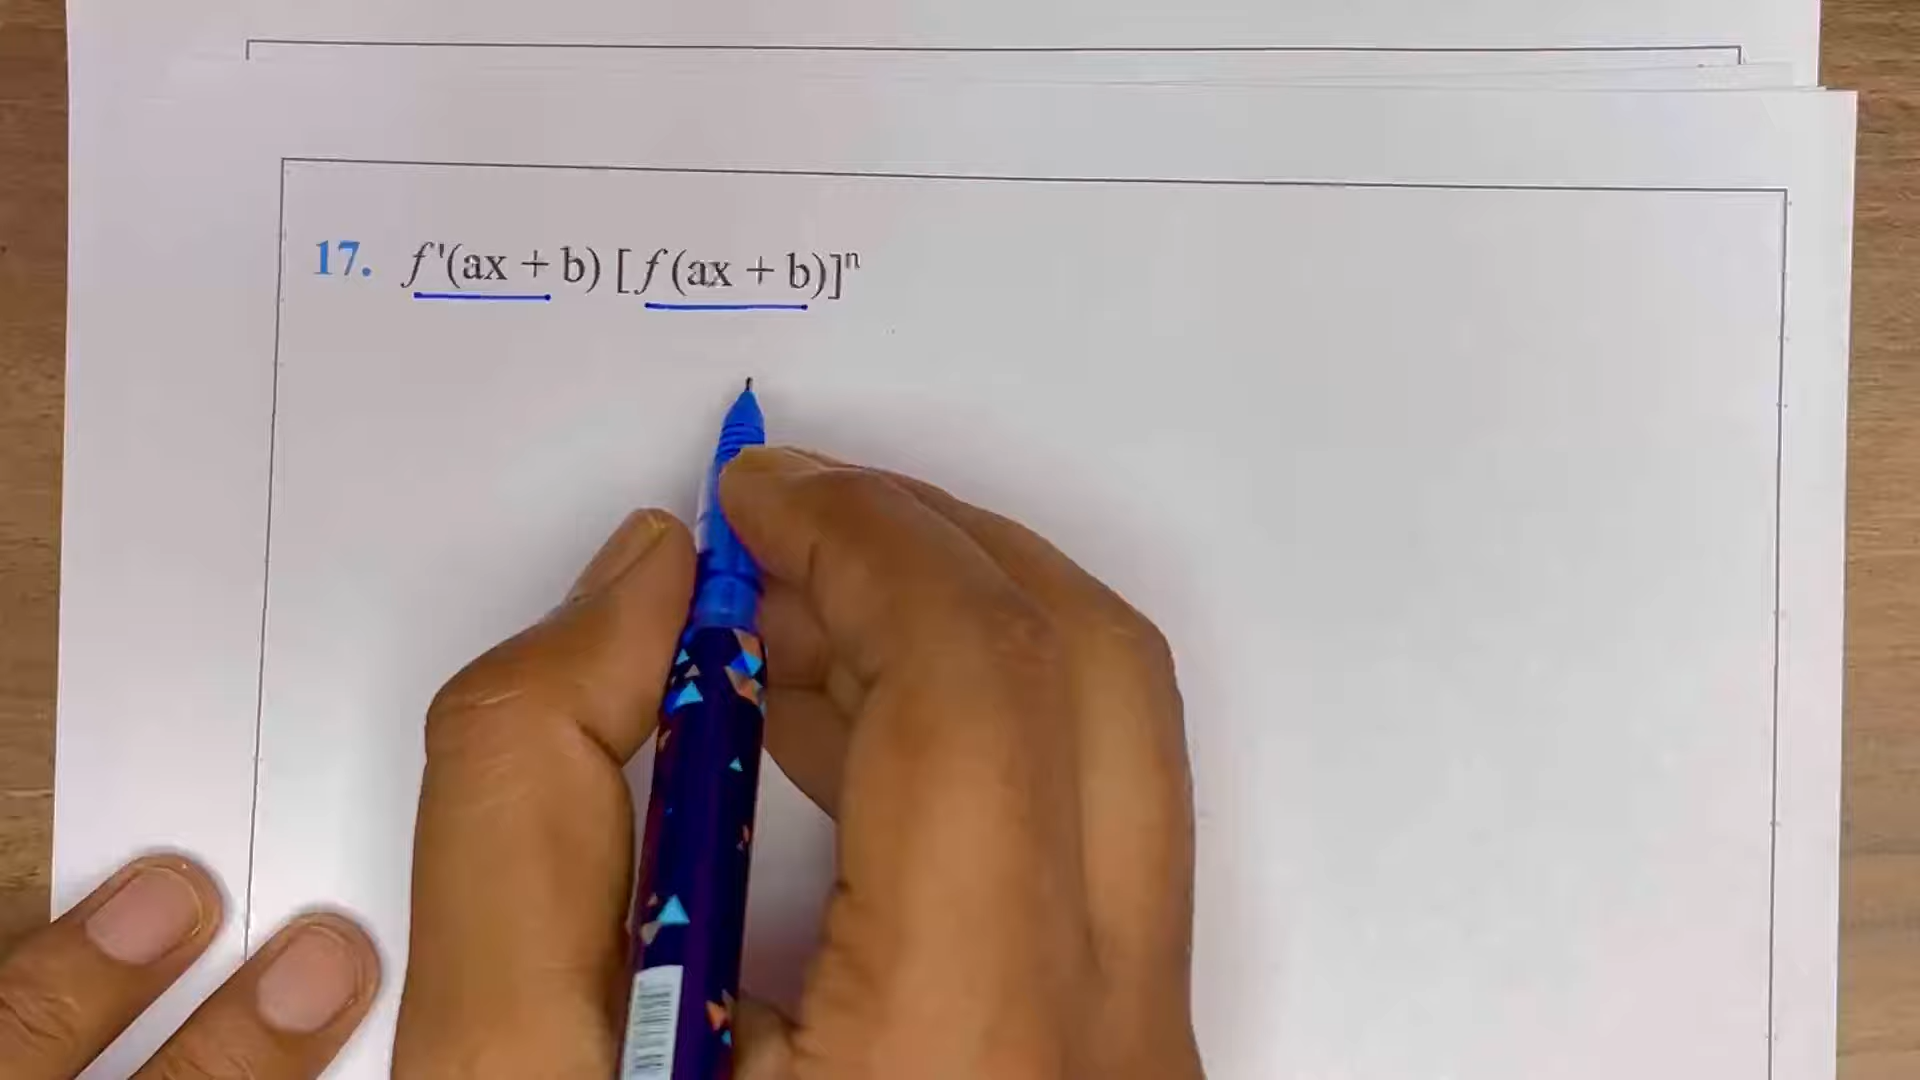 17. f'(ax + b) [f(ax + b)]ⁿ